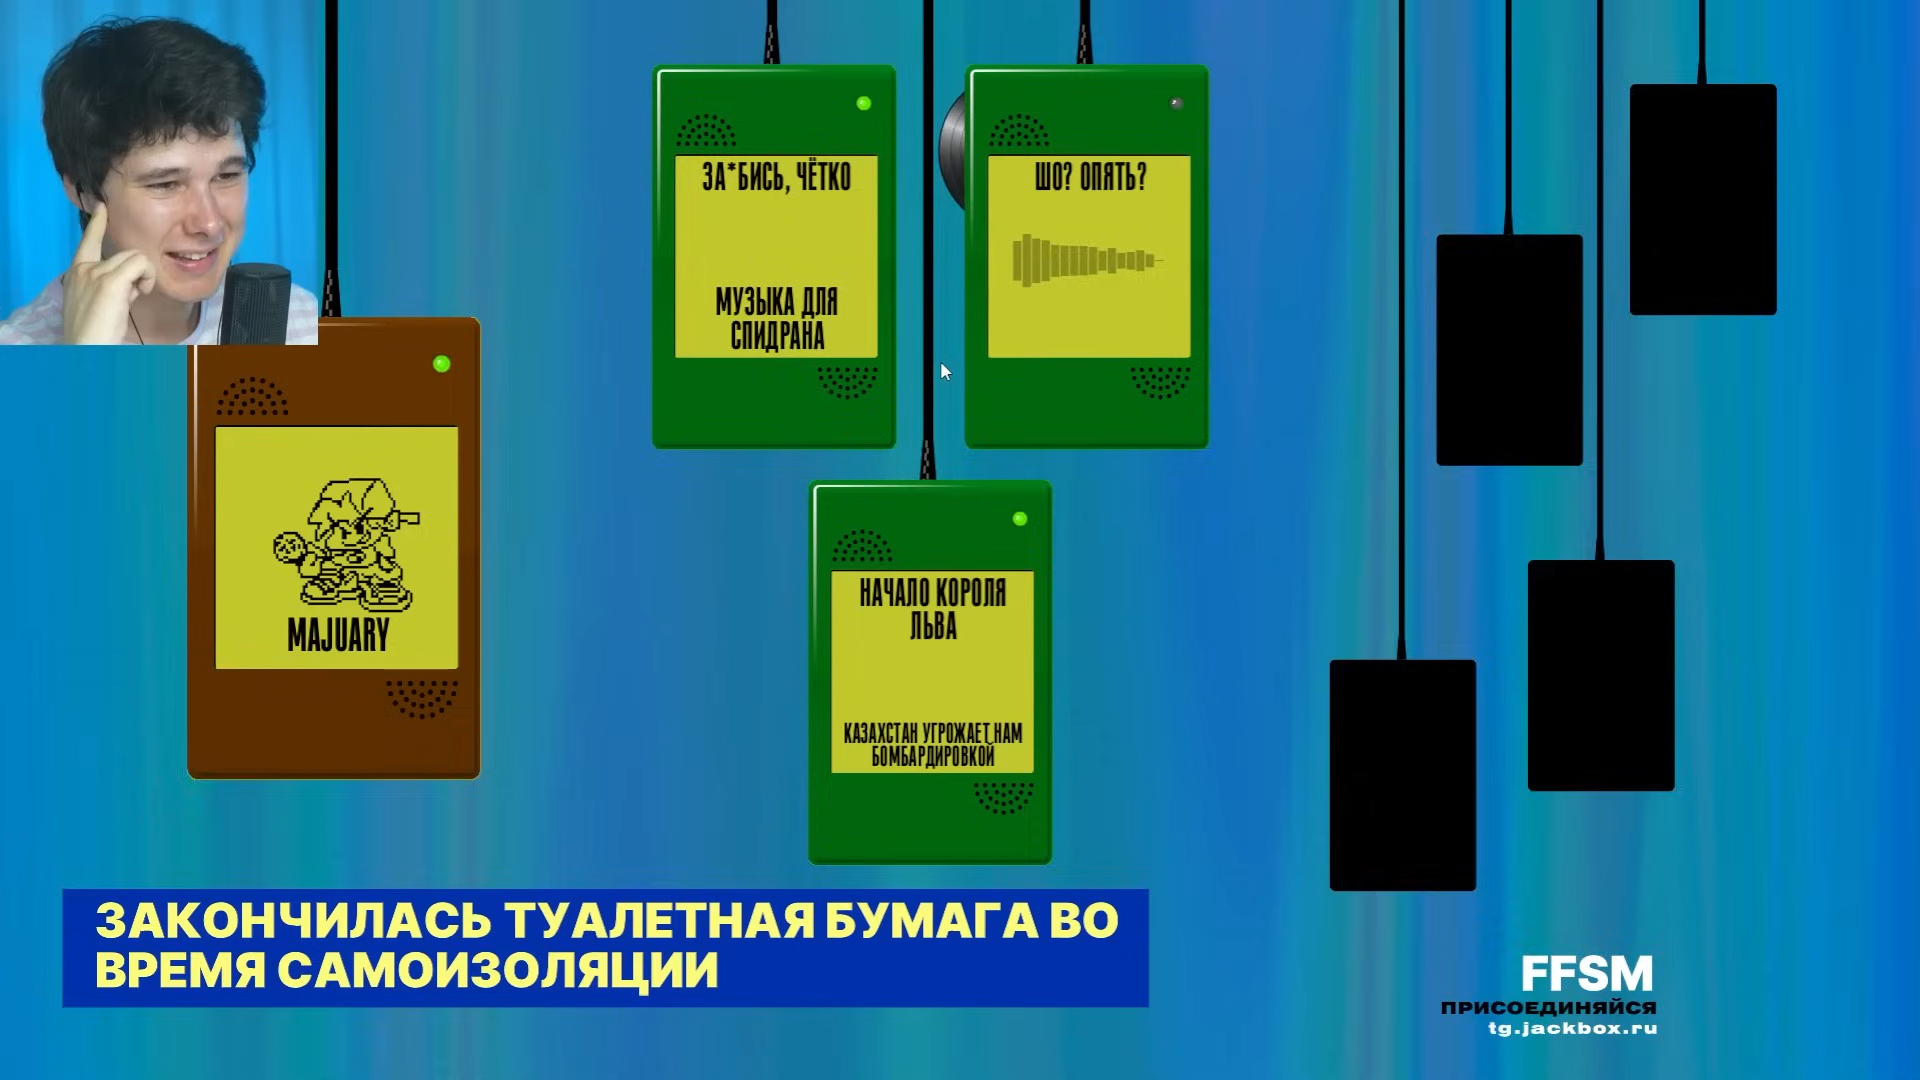 ЗА*БИСЬ, ЧЁТКО
МУЗЫКА ДЛЯ
СПИДРАНА
ШО? ОПЯТЬ?
MAJUARY
НАЧАЛО КОРОЛЯ
ЛЬВА
КАЗАХСТАН УГРОЖАЕТ НАМ
БОМБАРДИРОВКОЙ
ЗАКОНЧИЛАСЬ ТУАЛЕТНАЯ БУМАГА ВО
ВРЕМЯ САМОИЗОЛЯЦИИ
FFSM
ПРИСОЕДИНЯЙСЯ
tg.jackbox.ru